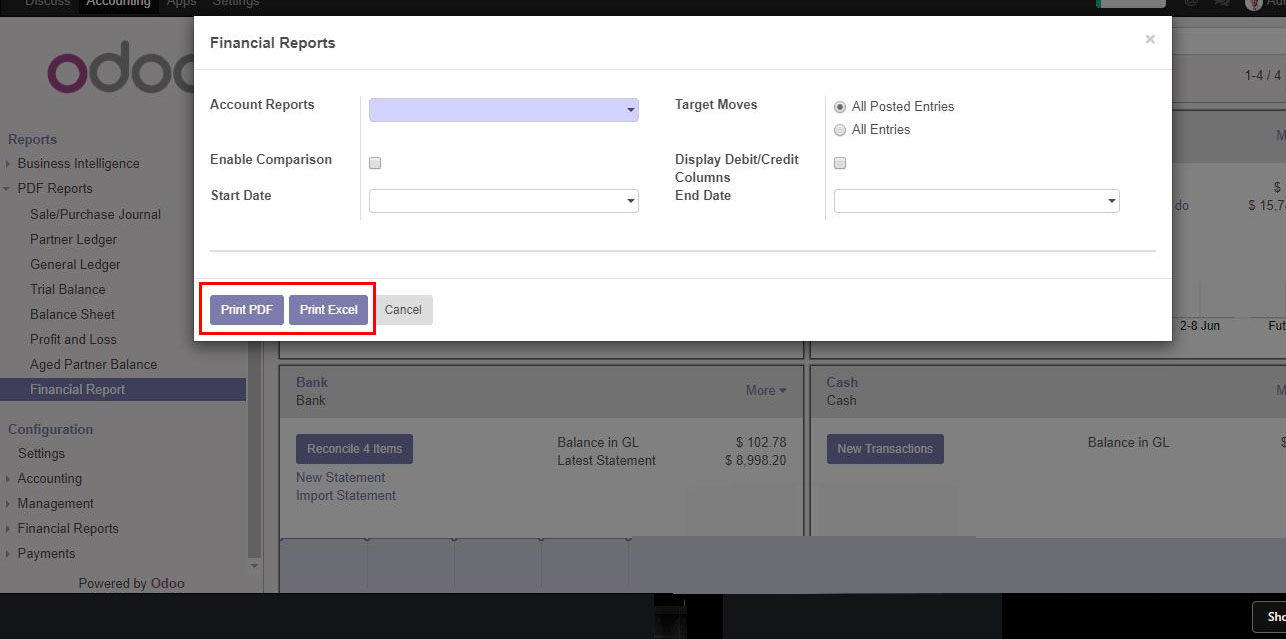 Discuss Accounting Apps Settings
Financial Reports ×
odoo
1-4 / 4
Account Reports
Target Moves
All Posted Entries
All Entries
Enable Comparison
Display Debit/Credit
Columns
Start Date
End Date
Print PDF Print Excel Cancel
Reports
Business Intelligence
PDF Reports
Sale/Purchase Journal
Partner Ledger
General Ledger
Trial Balance
Balance Sheet
Profit and Loss
Aged Partner Balance
Financial Report
Configuration
Settings
Accounting
Management
Financial Reports
Payments
Powered by Odoo
$
do $ 15,7
2-8 Jun Fut
Bank
Bank
More
Reconcile 4 Items
New Statement
Import Statement
Balance in GL $ 102.78
Latest Statement $ 8,998.20
Cash
Cash
M
New Transactions
Balance in GL $
Sho